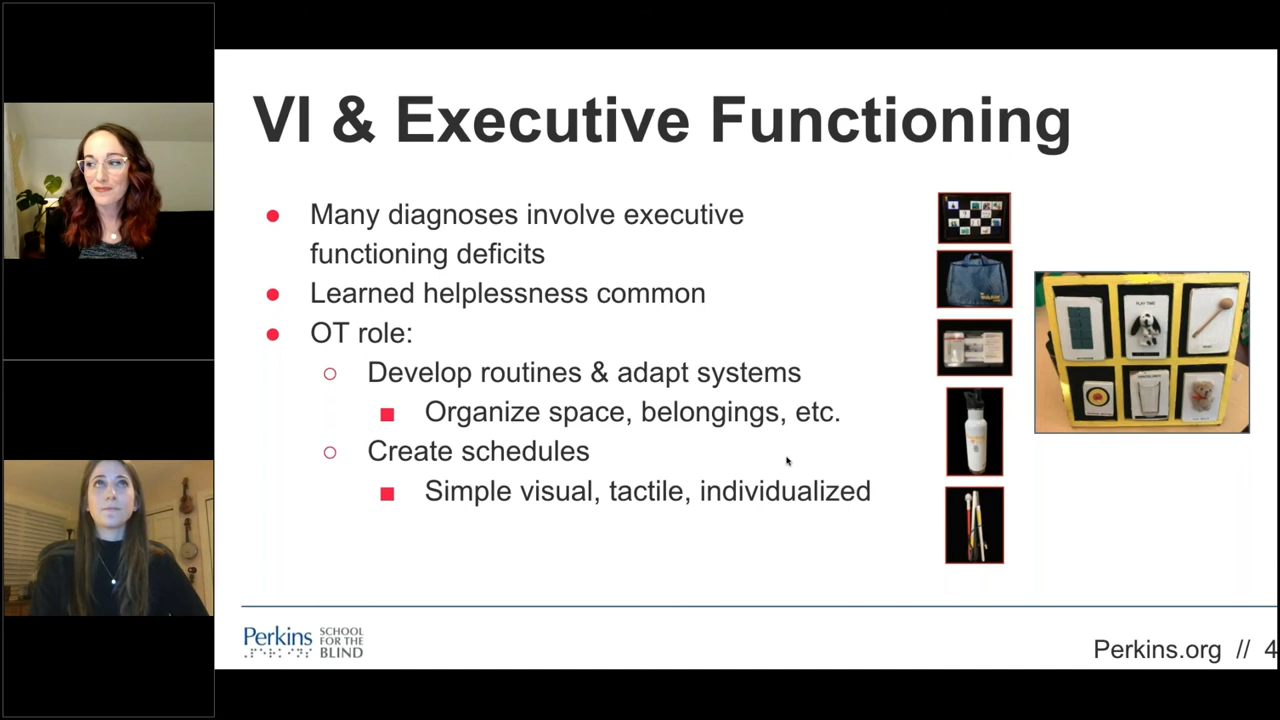 VI & Executive Functioning
● Many diagnoses involve executive
functioning deficits
● Learned helplessness common
● OT role:
○ Develop routines & adapt systems
■ Organize space, belongings, etc.
○ Create schedules
■ Simple visual, tactile, individualized
PLAY TIME
Perkins SCHOOL
FOR THE
BLIND
Perkins.org // 4